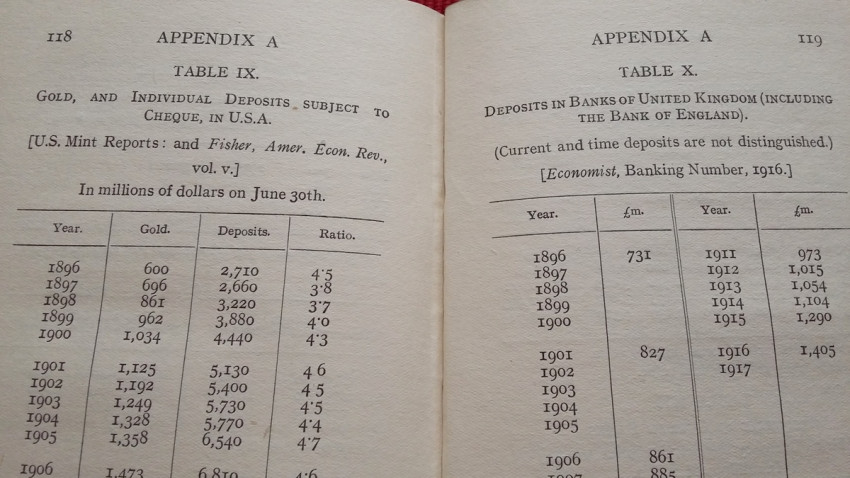 118 APPENDIX A
TABLE IX.
GOLD, AND INDIVIDUAL DEPOSITS SUBJECT TO
CHEQUE, IN U.S.A.
[U.S. Mint Reports: and Fisher, Amer. Econ. Rev.,
vol. v.]
In millions of dollars on June 30th.
Year. Gold. Deposits. Ratio.
1896 600 2,710 4·5
1897 696 2,660 3·8
1898 861 3,220 3·7
1899 962 3,880 4·0
1900 1,034 4,440 4·3
1901 1,125 5,130 4 6
1902 1,192 5,400 4 5
1903 1,249 5,730 4·5
1904 1,328 5,770 4·4
1905 1,358 6,540 4·7
1906 1,473 6,810 4·6
APPENDIX A 119
TABLE X.
DEPOSITS IN BANKS OF UNITED KINGDOM (INCLUDING
THE BANK OF ENGLAND).
(Current and time deposits are not distinguished.)
[Economist, Banking Number, 1916.]
Year. £m. Year. £m.
1896 731 1911 973
1897 1912 1,015
1898 1913 1,054
1899 1914 1,104
1900 1915 1,290
1901 827 1916 1,405
1902 1917
1903
1904
1905
1906 861
1907 885